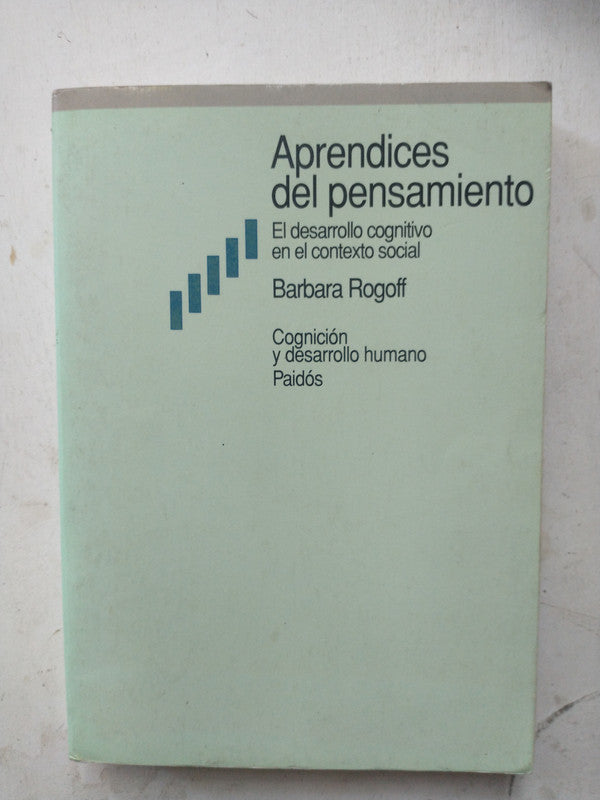 Aprendices
del pensamiento
El desarrollo cognitivo
en el contexto social
Barbara Rogoff
Cognición
y desarrollo humano
Paidós